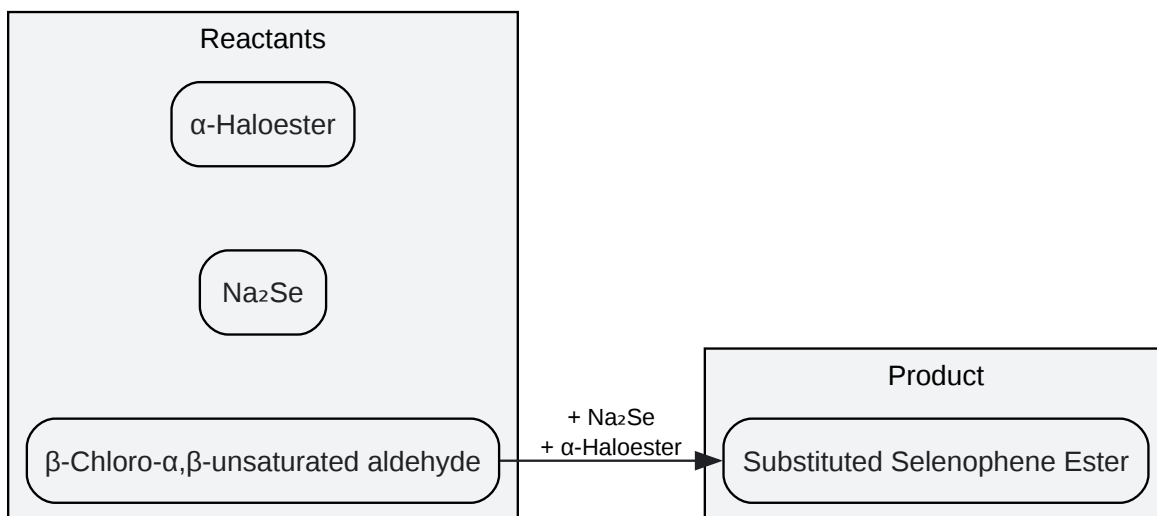 Reactants
α-Haloester
Na₂Se
β-Chloro-α,β-unsaturated aldehyde
+ Na₂Se
+ α-Haloester
Product
Substituted Selenophene Ester